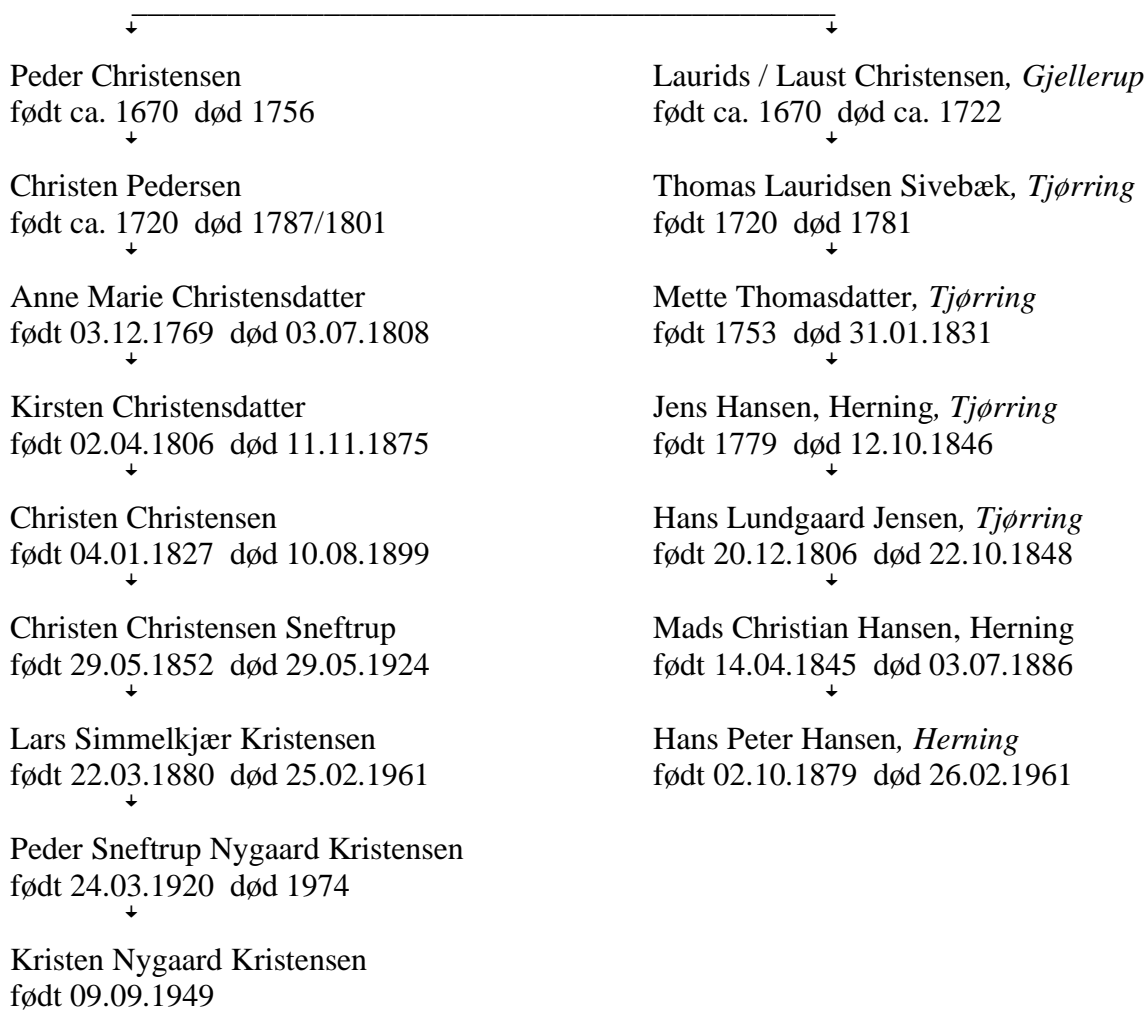 Peder Christensen
født ca. 1670 død 1756
Christen Pedersen
født ca. 1720 død 1787/1801
Anne Marie Christensdatter
født 03.12.1769 død 03.07.1808
Kirsten Christensdatter
født 02.04.1806 død 11.11.1875
Christen Christensen
født 04.01.1827 død 10.08.1899
Christen Christensen Sneftrup
født 29.05.1852 død 29.05.1924
Lars Simmelkjær Kristensen
født 22.03.1880 død 25.02.1961
Peder Sneftrup Nygaard Kristensen
født 24.03.1920 død 1974
Kristen Nygaard Kristensen
født 09.09.1949
Laurids / Laust Christensen, Gjellerup
født ca. 1670 død ca. 1722
Thomas Lauridsen Sivebæk, Tjørring
født 1720 død 1781
Mette Thomasdatter, Tjørring
født 1753 død 31.01.1831
Jens Hansen, Herning, Tjørring
født 1779 død 12.10.1846
Hans Lundgaard Jensen, Tjørring
født 20.12.1806 død 22.10.1848
Mads Christian Hansen, Herning
født 14.04.1845 død 03.07.1886
Hans Peter Hansen, Herning
født 02.10.1879 død 26.02.1961